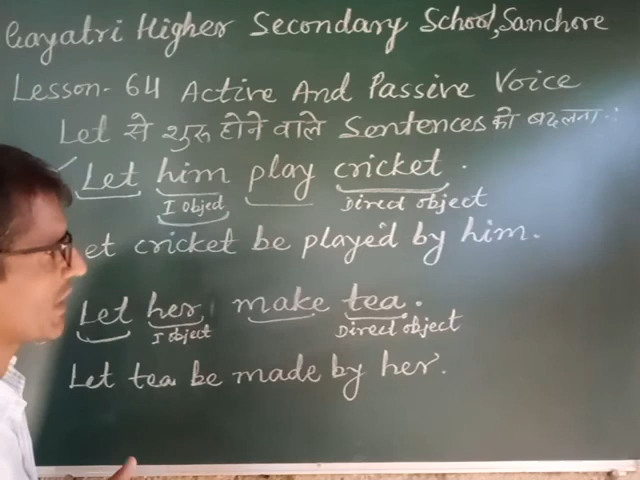 Gayatri Higher Secondary School, Sanchore
Lesson-64 Active And Passive Voice
Let से शुरू होने वाले Sentences को बदलना:
Let him play cricket.
I object Direct object
et cricket be played by him.
Let her make tea.
I object Direct object
Let tea be made by her.